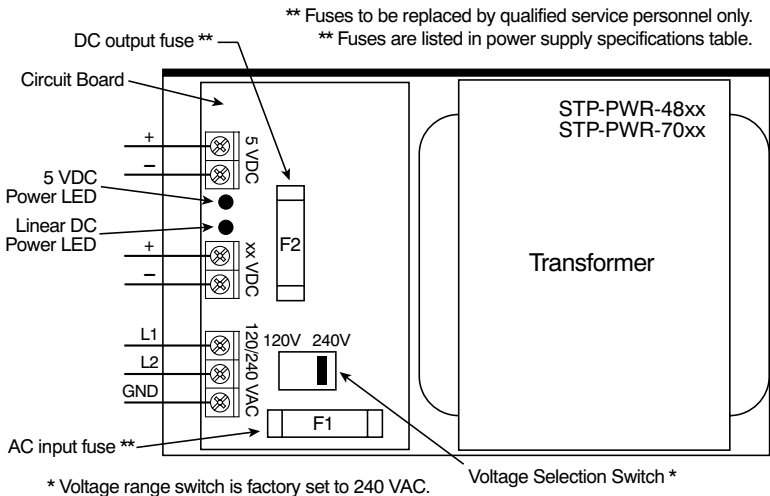 ** Fuses to be replaced by qualified service personnel only.
** Fuses are listed in power supply specifications table.
DC output fuse **
Circuit Board
STP-PWR-48xx
STP-PWR-70xx
+
–
5 VDC
5 VDC
Power LED
Linear DC
Power LED
+
–
xx VDC
F2
Transformer
L1
L2
GND
120/240 VAC
120V 240V
F1
AC input fuse **
Voltage Selection Switch *
* Voltage range switch is factory set to 240 VAC.